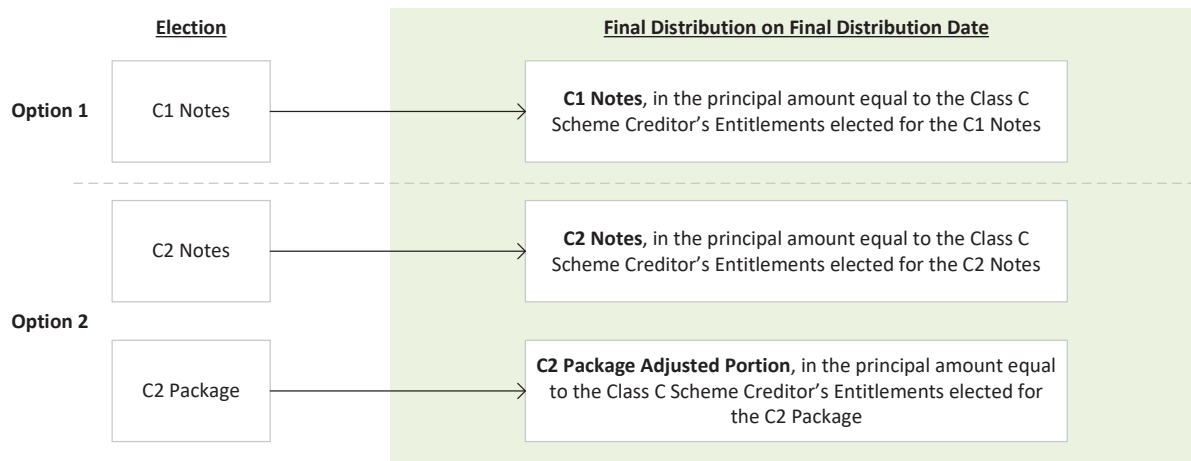 Election
Final Distribution on Final Distribution Date
Option 1
C1 Notes
C1 Notes, in the principal amount equal to the Class C
Scheme Creditor’s Entitlements elected for the C1 Notes
Option 2
C2 Notes
C2 Notes, in the principal amount equal to the Class C
Scheme Creditor’s Entitlements elected for the C2 Notes
C2 Package
C2 Package Adjusted Portion, in the principal amount equal
to the Class C Scheme Creditor’s Entitlements elected for
the C2 Package